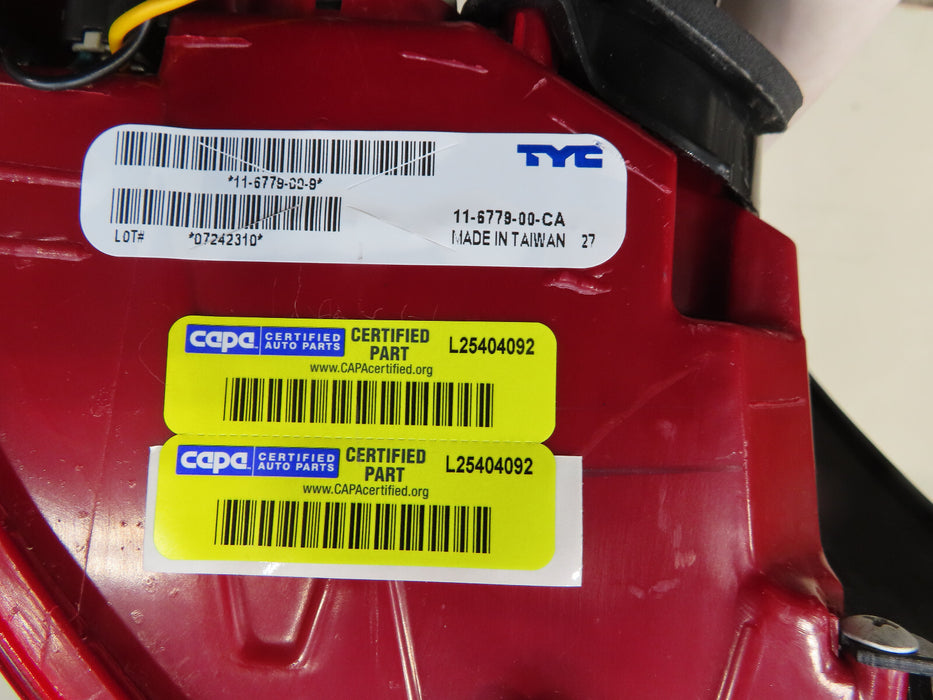 TYC
*11-6779-00-9*
11-6779-00-CA
LOT# *07242310*
MADE IN TAIWAN 27
capa CERTIFIED AUTO PARTS
CERTIFIED PART
L25404092
www.CAPAcertified.org
capa CERTIFIED AUTO PARTS
CERTIFIED PART
L25404092
www.CAPAcertified.org